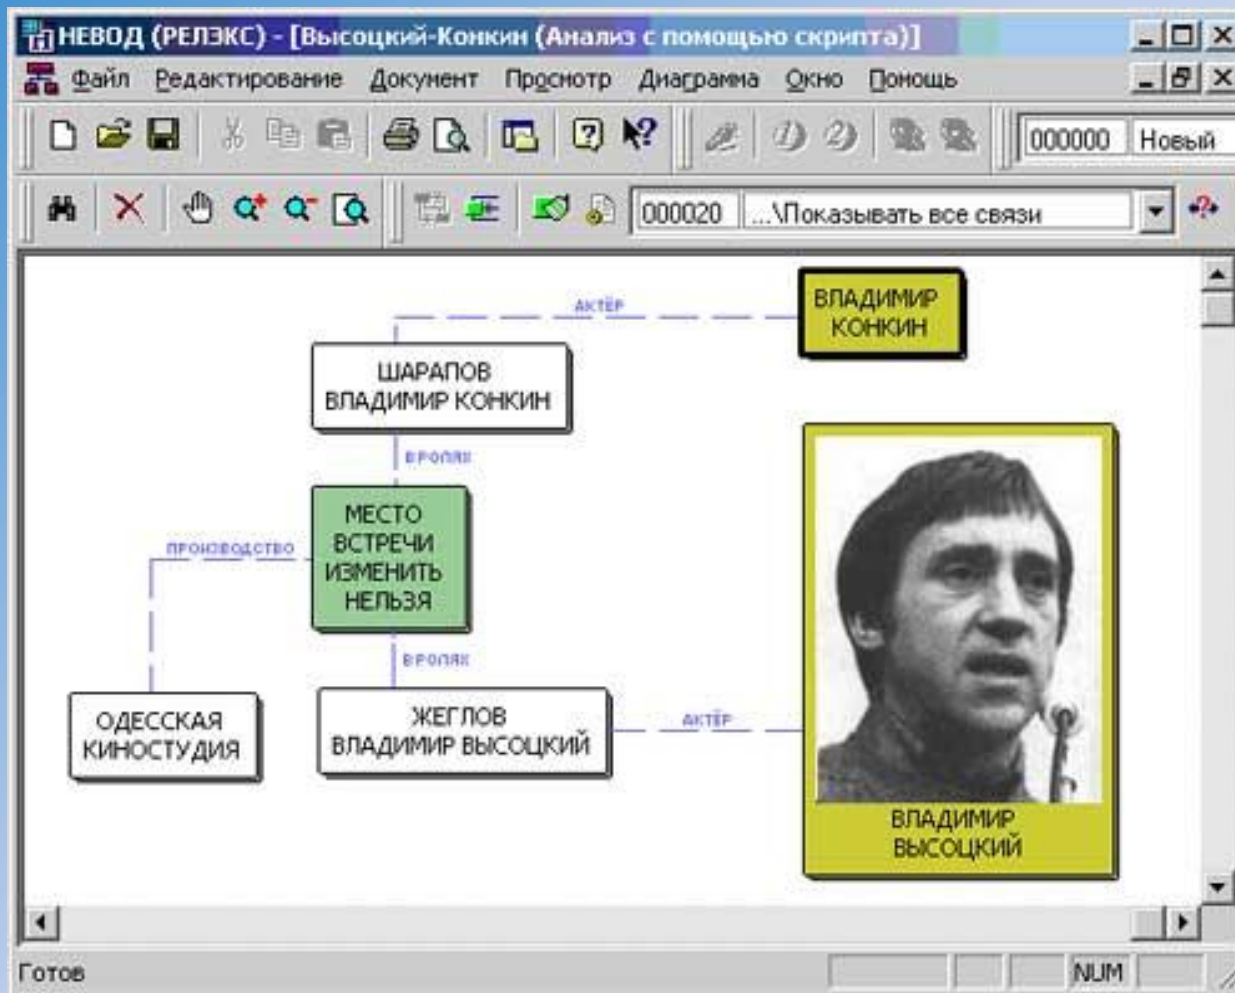 НЕВОД (РЕЛЭКС) - [Высоцкий-Конкин (Анализ с помощью скрипта)]
Файл Редактирование Документ Просмотр Диаграмма Окно Помощь
000000 Новый
000020 ...\Показывать все связи
АКТЁР
ВЛАДИМИР
КОНКИН
ШАРАПОВ
ВЛАДИМИР КОНКИН
В РОЛЯХ
МЕСТО
ВСТРЕЧИ
ИЗМЕНИТЬ
НЕЛЬЗЯ
ПРОИЗВОДСТВО
В РОЛЯХ
ОДЕССКАЯ
КИНОСТУДИЯ
ЖЕГЛОВ
ВЛАДИМИР ВЫСОЦКИЙ
АКТЁР
ВЛАДИМИР
ВЫСОЦКИЙ
Готов NUM